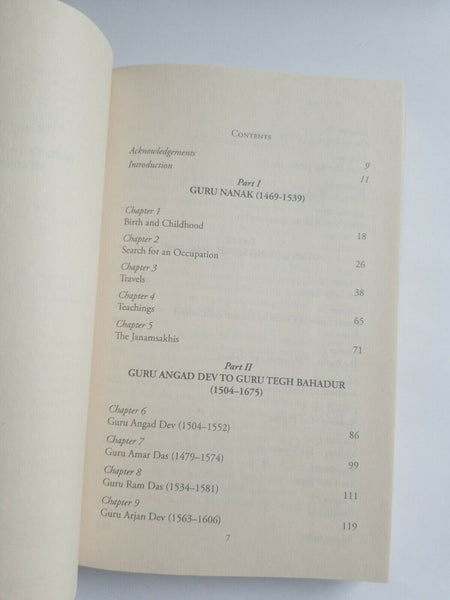 CONTENTS
Acknowledgements 9
Introduction 11
Part I
GURU NANAK (1469-1539)
Chapter 1
Birth and Childhood 18
Chapter 2
Search for an Occupation 26
Chapter 3
Travels 38
Chapter 4
Teachings 65
Chapter 5
The Janamsakhis 71
Part II
GURU ANGAD DEV TO GURU TEGH BAHADUR
(1504–1675)
Chapter 6
Guru Angad Dev (1504–1552) 86
Chapter 7
Guru Amar Das (1479–1574) 99
Chapter 8
Guru Ram Das (1534–1581) 111
Chapter 9
Guru Arjan Dev (1563–1606) 119
7